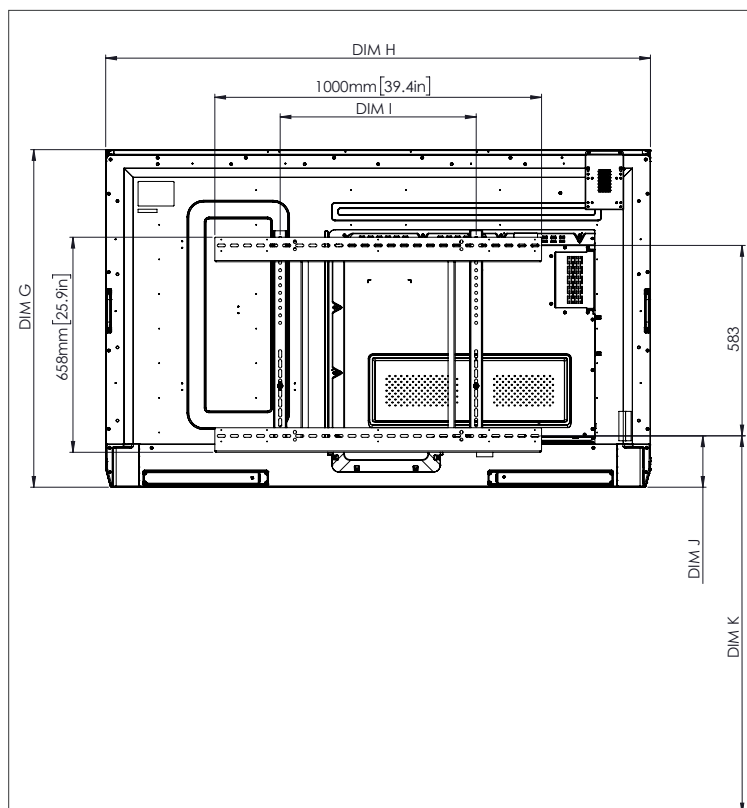 DIM H
1000mm [39.4in]
DIM I
DIM G
658mm [25.9in]
583
DIM J
DIM K